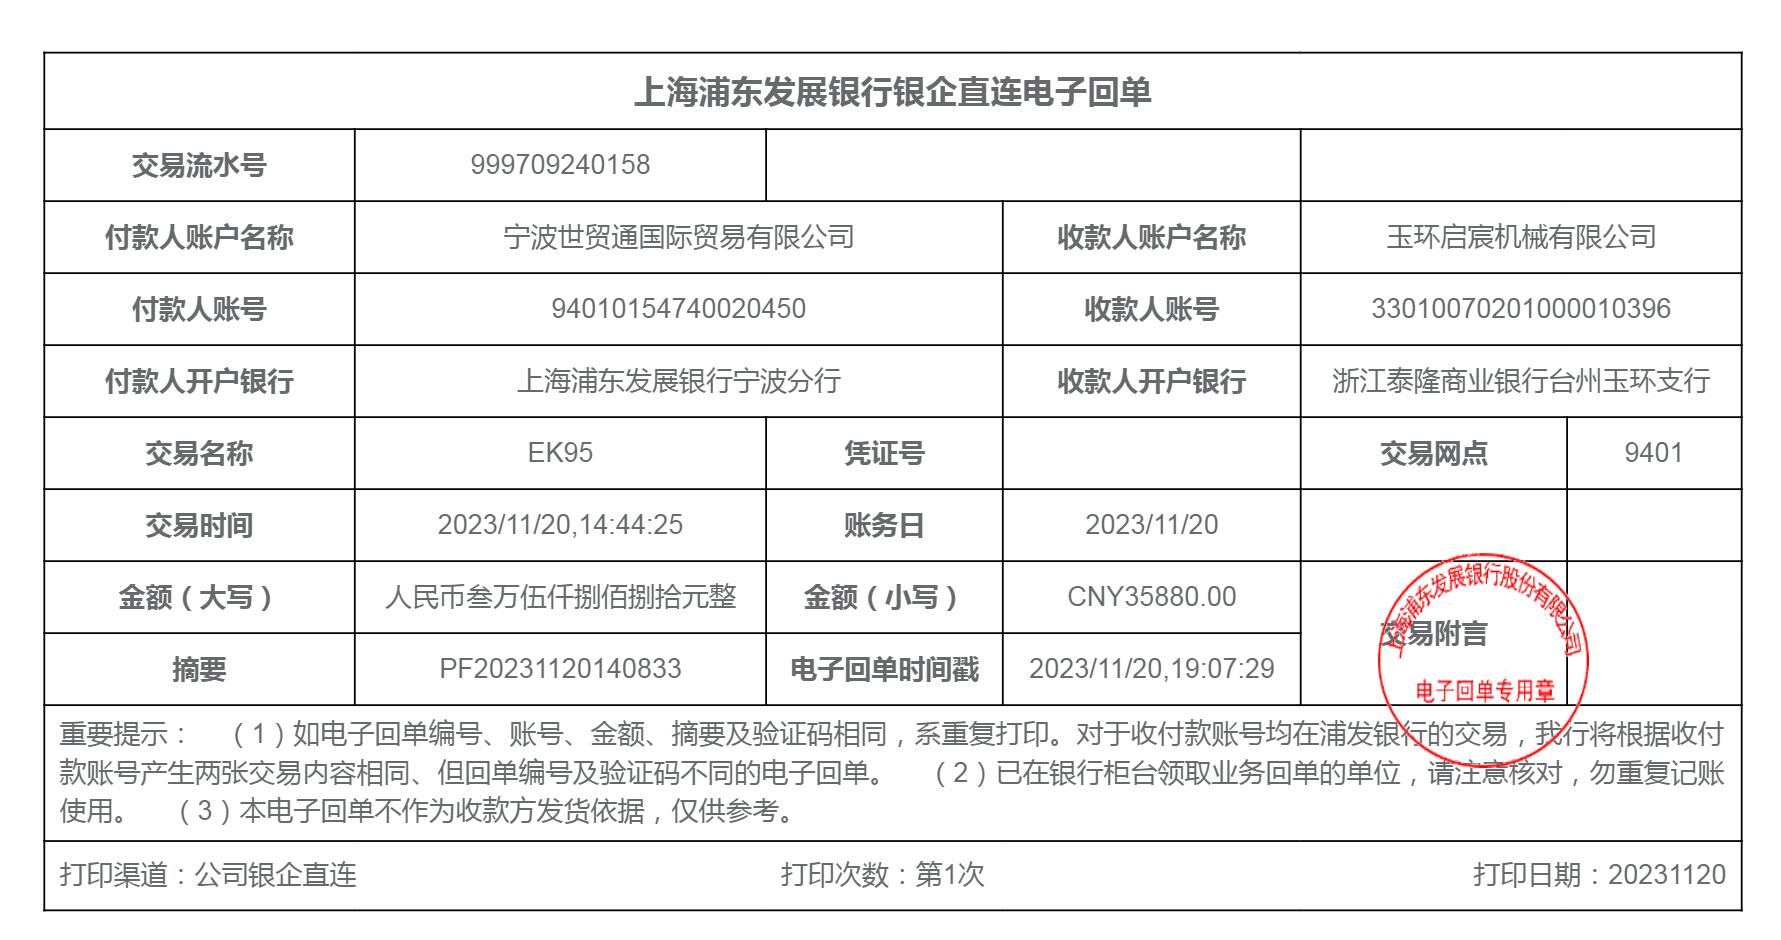 上海浦东发展银行银企直连电子回单
交易流水号 999709240158
付款人账户名称 宁波世贸通国际贸易有限公司 收款人账户名称 玉环启宸机械有限公司
付款人账号 94010154740020450 收款人账号 33010070201000010396
付款人开户银行 上海浦东发展银行宁波分行 收款人开户银行 浙江泰隆商业银行台州玉环支行
交易名称 EK95 凭证号 交易网点 9401
交易时间 2023/11/20,14:44:25 账务日 2023/11/20
金额（大写） 人民币叁万伍仟捌佰捌拾元整 金额（小写） CNY35880.00
摘要 PF20231120140833 电子回单时间戳 2023/11/20,19:07:29 交易附言
上海浦东发展银行股份有限公司
电子回单专用章
重要提示： （1）如电子回单编号、账号、金额、摘要及验证码相同，系重复打印。对于收付款账号均在浦发银行的交易，我行将根据收付
款账号产生两张交易内容相同、但回单编号及验证码不同的电子回单。 （2）已在银行柜台领取业务回单的单位，请注意核对，勿重复记账
使用。 （3）本电子回单不作为收款方发货依据，仅供参考。
打印渠道：公司银企直连 打印次数：第1次 打印日期：20231120